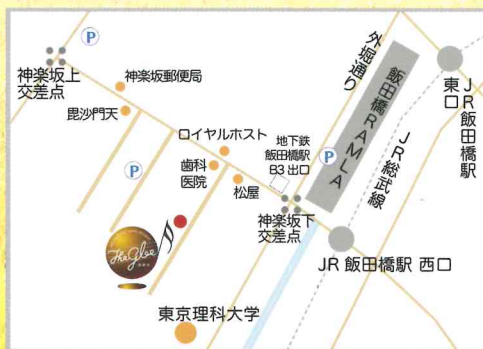 P
神楽坂上
交差点
神楽坂郵便局
毘沙門天
P
ロイヤルホスト
歯科
医院
松屋
地下鉄
飯田橋駅
B3 出口
P
神楽坂下
交差点
外堀通り
飯田橋RAMLA
JR総武線
JR飯田橋駅
東口
JR 飯田橋駅 西口
The Glee
東京理科大学